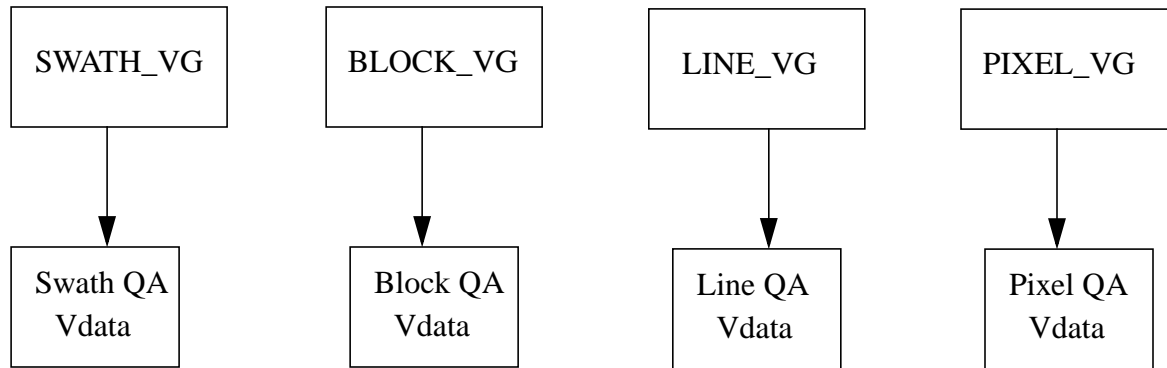 SWATH_VG
BLOCK_VG
LINE_VG
PIXEL_VG
Swath QA
Vdata
Block QA
Vdata
Line QA
Vdata
Pixel QA
Vdata